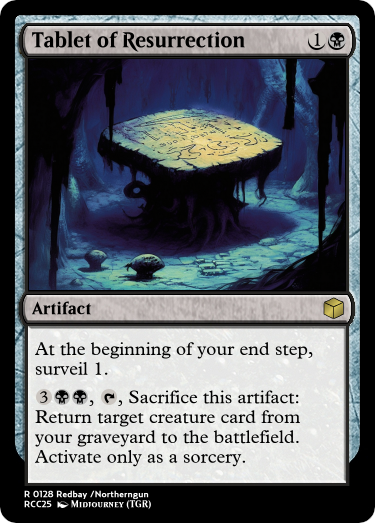 Tablet of Resurrection 1
Artifact
At the beginning of your end step,
surveil 1.
3, , Sacrifice this artifact:
Return target creature card from
your graveyard to the battlefield.
Activate only as a sorcery.
R 0128 Redbay /Northerngun
RCC25 Midjourney (TGR)